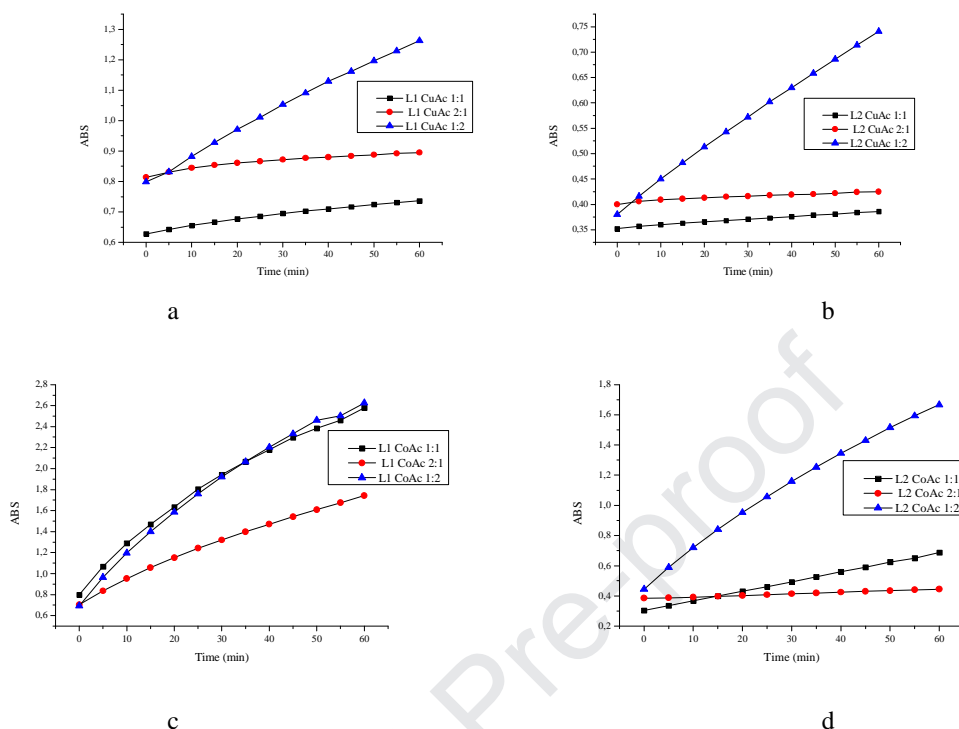 1,3
1,2
1,1
1,0
0,9
0,8
0,7
0,6
ABS
0
10
20
30
40
50
60
Time (min)
L1 CuAc 1:1
L1 CuAc 2:1
L1 CuAc 1:2
a
0,75
0,70
0,65
0,60
0,55
0,50
0,45
0,40
0,35
ABS
0
10
20
30
40
50
60
Time (min)
L2 CuAc 1:1
L2 CuAc 2:1
L2 CuAc 1:2
b
2,8
2,6
2,4
2,2
2,0
1,8
1,6
1,4
1,2
1,0
0,8
0,6
ABS
0
10
20
30
40
50
60
Time (min)
L1 CoAc 1:1
L1 CoAc 2:1
L1 CoAc 1:2
c
1,8
1,6
1,4
1,2
1,0
0,8
0,6
0,4
0,2
ABS
0
10
20
30
40
50
60
Time (min)
L2 CoAc 1:1
L2 CoAc 2:1
L2 CoAc 1:2
d
Pre-proof